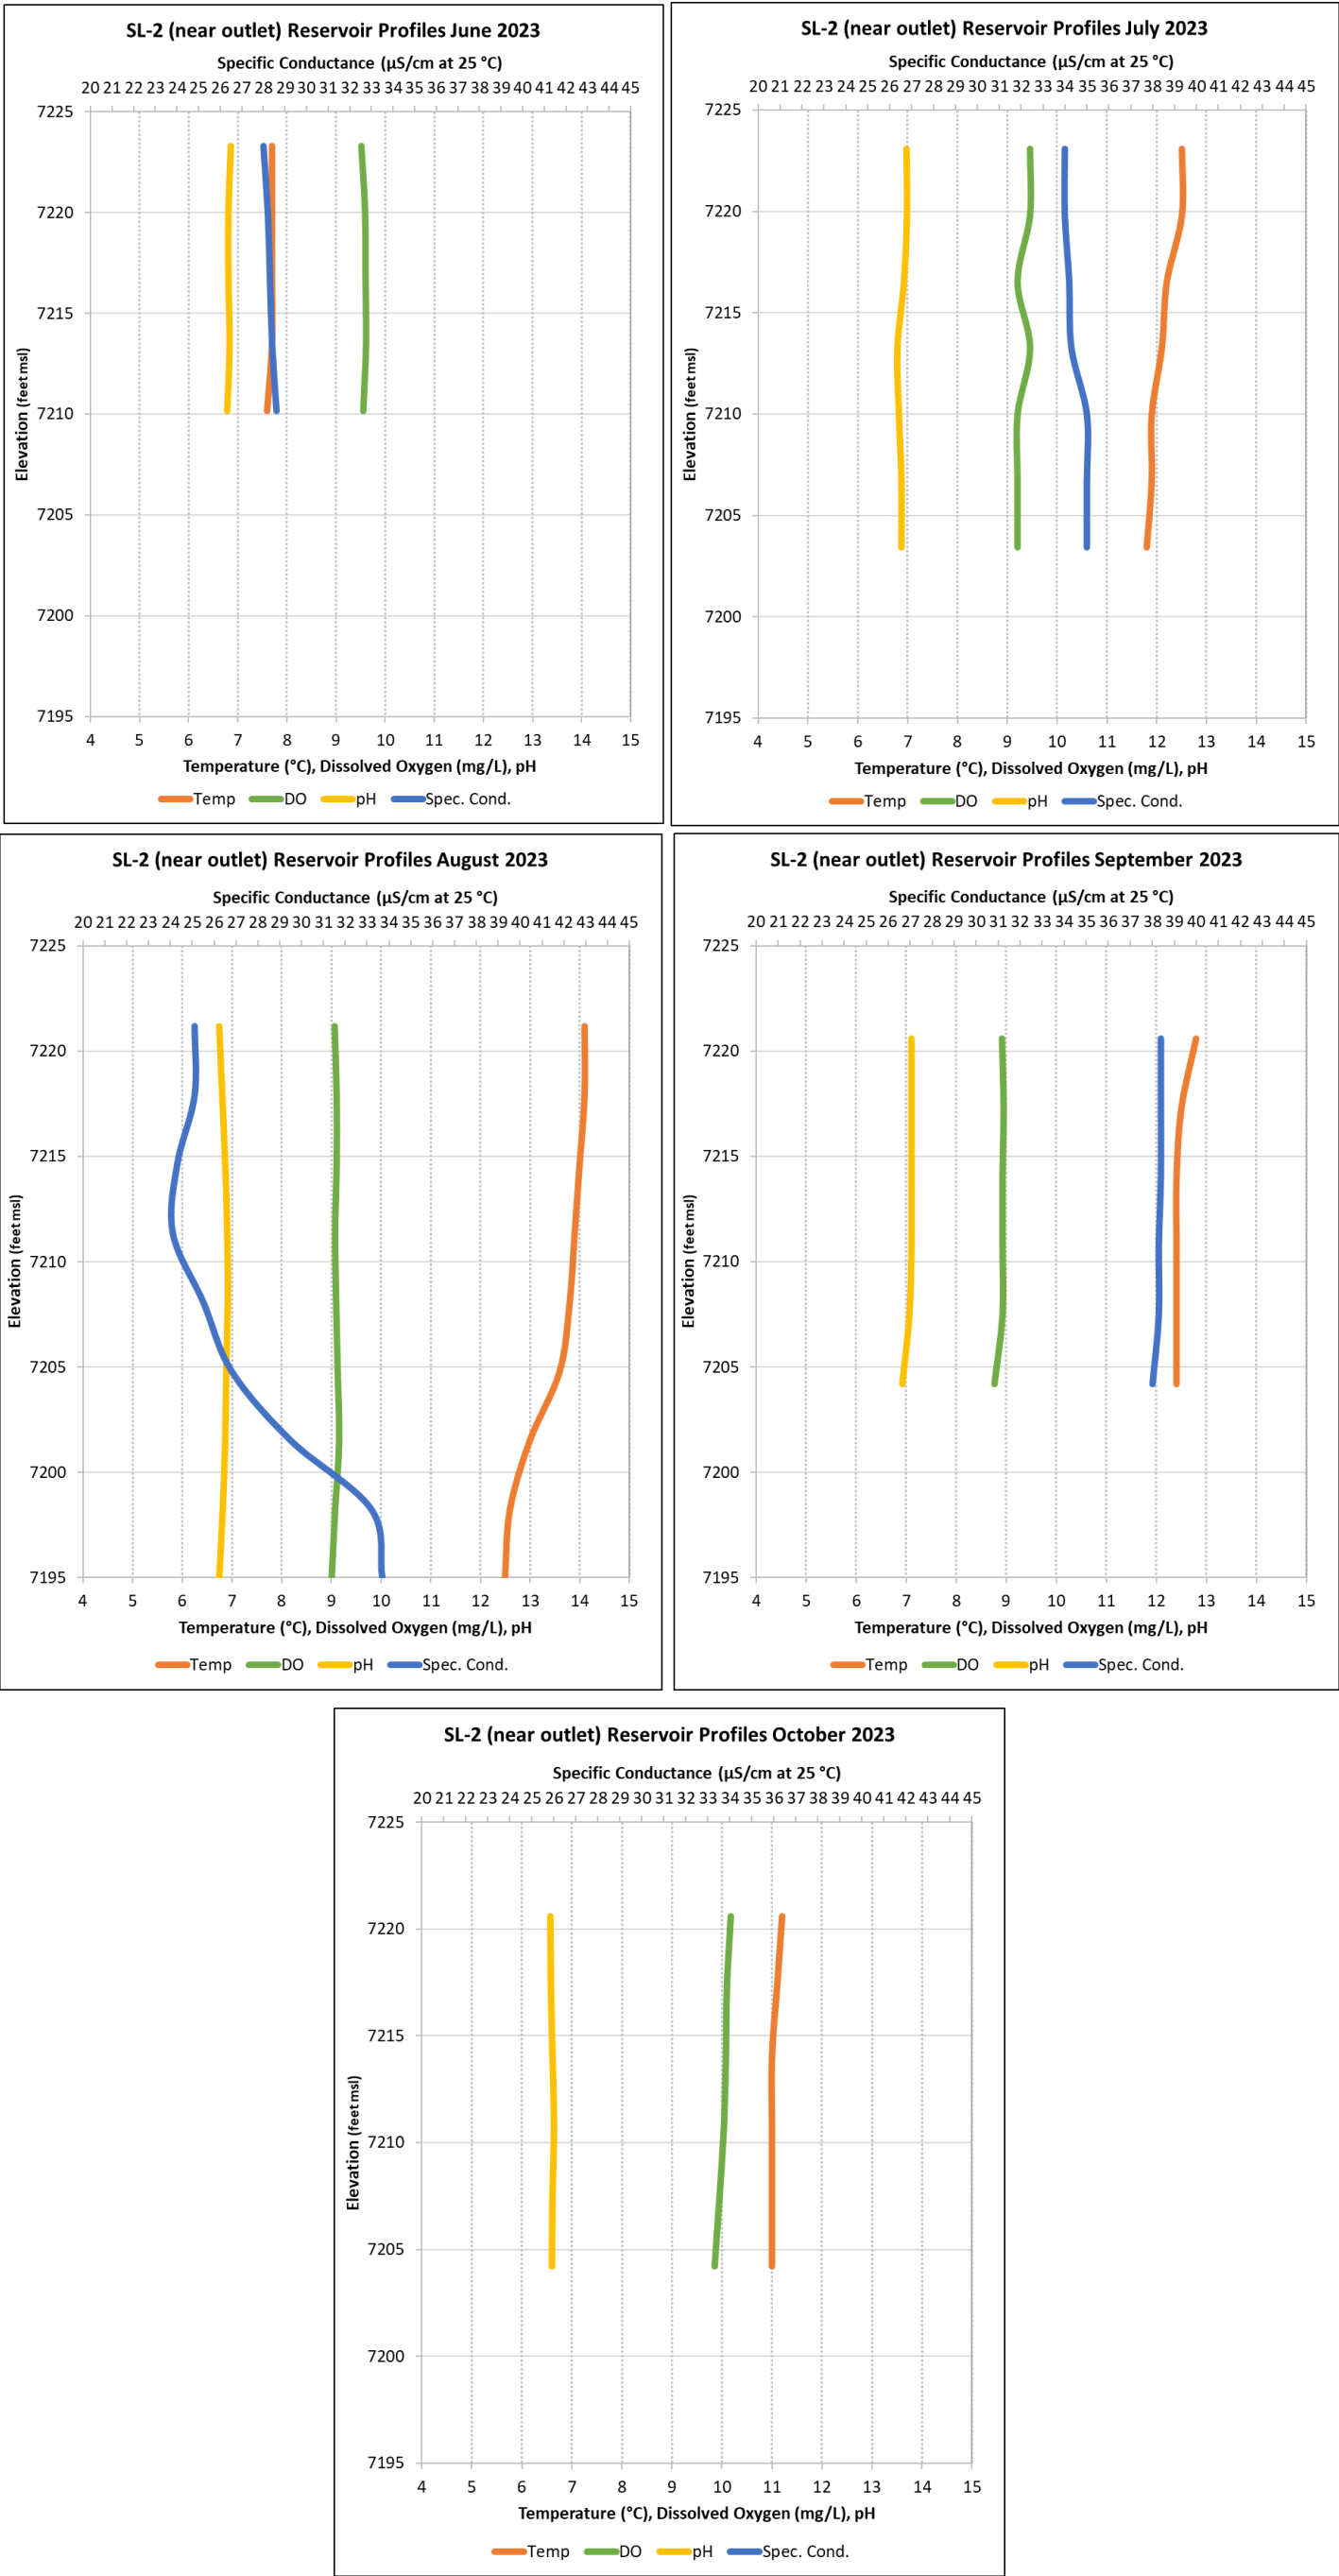 SL-2 (near outlet) Reservoir Profiles June 2023
Specific Conductance (µS/cm at 25 °C)
20 21 22 23 24 25 26 27 28 29 30 31 32 33 34 35 36 37 38 39 40 41 42 43 44 45
7225
7220
7215
7210
7205
7200
7195
Elevation (feet msl)
4 5 6 7 8 9 10 11 12 13 14 15
Temperature (°C), Dissolved Oxygen (mg/L), pH
Temp DO pH Spec. Cond.
SL-2 (near outlet) Reservoir Profiles July 2023
Specific Conductance (µS/cm at 25 °C)
20 21 22 23 24 25 26 27 28 29 30 31 32 33 34 35 36 37 38 39 40 41 42 43 44 45
7225
7220
7215
7210
7205
7200
7195
Elevation (feet msl)
4 5 6 7 8 9 10 11 12 13 14 15
Temperature (°C), Dissolved Oxygen (mg/L), pH
Temp DO pH Spec. Cond.
SL-2 (near outlet) Reservoir Profiles August 2023
Specific Conductance (µS/cm at 25 °C)
20 21 22 23 24 25 26 27 28 29 30 31 32 33 34 35 36 37 38 39 40 41 42 43 44 45
7225
7220
7215
7210
7205
7200
7195
Elevation (feet msl)
4 5 6 7 8 9 10 11 12 13 14 15
Temperature (°C), Dissolved Oxygen (mg/L), pH
Temp DO pH Spec. Cond.
SL-2 (near outlet) Reservoir Profiles September 2023
Specific Conductance (µS/cm at 25 °C)
20 21 22 23 24 25 26 27 28 29 30 31 32 33 34 35 36 37 38 39 40 41 42 43 44 45
7225
7220
7215
7210
7205
7200
7195
Elevation (feet msl)
4 5 6 7 8 9 10 11 12 13 14 15
Temperature (°C), Dissolved Oxygen (mg/L), pH
Temp DO pH Spec. Cond.
SL-2 (near outlet) Reservoir Profiles October 2023
Specific Conductance (µS/cm at 25 °C)
20 21 22 23 24 25 26 27 28 29 30 31 32 33 34 35 36 37 38 39 40 41 42 43 44 45
7225
7220
7215
7210
7205
7200
7195
Elevation (feet msl)
4 5 6 7 8 9 10 11 12 13 14 15
Temperature (°C), Dissolved Oxygen (mg/L), pH
Temp DO pH Spec. Cond.